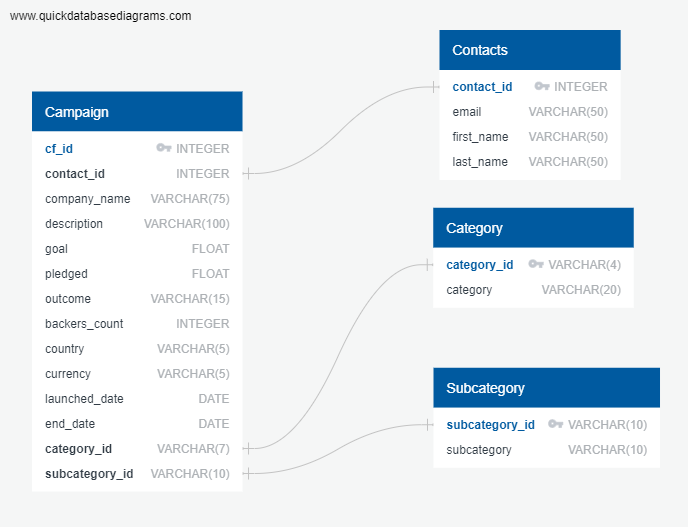 www.quickdatabasediagrams.com
Campaign
cf_id INTEGER
contact_id INTEGER
company_name VARCHAR(75)
description VARCHAR(100)
goal FLOAT
pledged FLOAT
outcome VARCHAR(15)
backers_count INTEGER
country VARCHAR(5)
currency VARCHAR(5)
launched_date DATE
end_date DATE
category_id VARCHAR(7)
subcategory_id VARCHAR(10)
Contacts
contact_id INTEGER
email VARCHAR(50)
first_name VARCHAR(50)
last_name VARCHAR(50)
Category
category_id VARCHAR(4)
category VARCHAR(20)
Subcategory
subcategory_id VARCHAR(10)
subcategory VARCHAR(10)